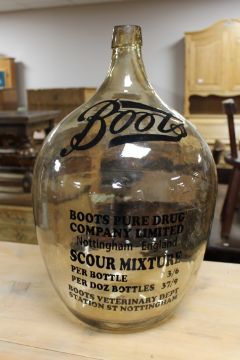 Boots
BOOTS PURE DRUG
COMPANY LIMITED
Nottingham - England
SCOUR MIXTURE
PER BOTTLE 3/6
PER DOZ BOTTLES 37/9
BOOTS VETERINARY DEPT
STATION ST NOTTINGHAM